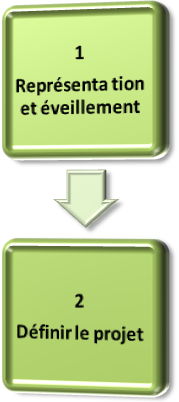 1
Représenta tion
et éveillement
2
Définir le projet